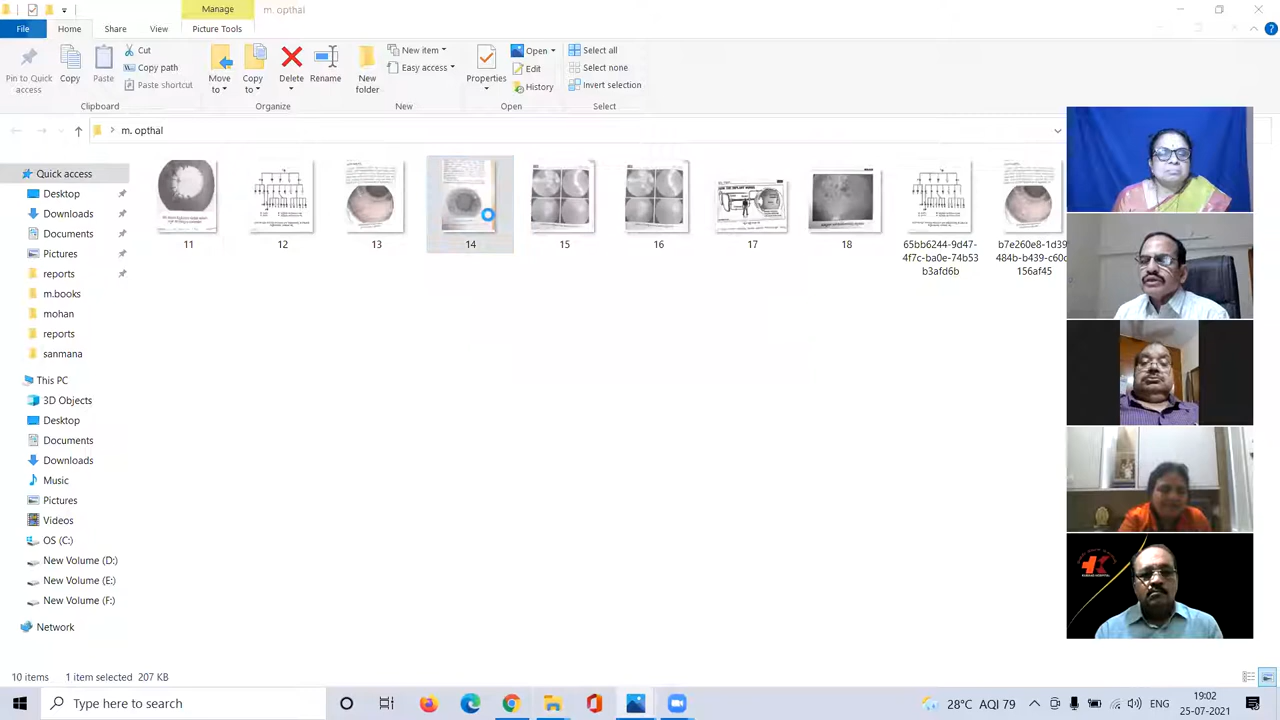 Manage
m. opthal
File
Home
Share
View
Picture Tools
Pin to Quick access
Copy
Paste
Cut
Copy path
Paste shortcut
Move to
Copy to
Delete
Rename
New folder
New item
Easy access
Properties
Open
Edit
History
Select all
Select none
Invert selection
Clipboard
Organize
New
Open
Select
m. opthal
Quick access
Desktop
Downloads
Documents
Pictures
reports
m.books
mohan
reports
sanmana
This PC
3D Objects
Desktop
Documents
Downloads
Music
Pictures
Videos
OS (C:)
New Volume (D:)
New Volume (E:)
New Volume (F:)
Network
11
12
13
14
15
16
17
18
65bb6244-9d47-
4f7c-ba0e-74b53
b3afd6b
b7e260e8-1d39
484b-b439-c60c
156af45
10 items
1 item selected 207 KB
Type here to search
28°C AQI 79
ENG
19:02
25-07-2021